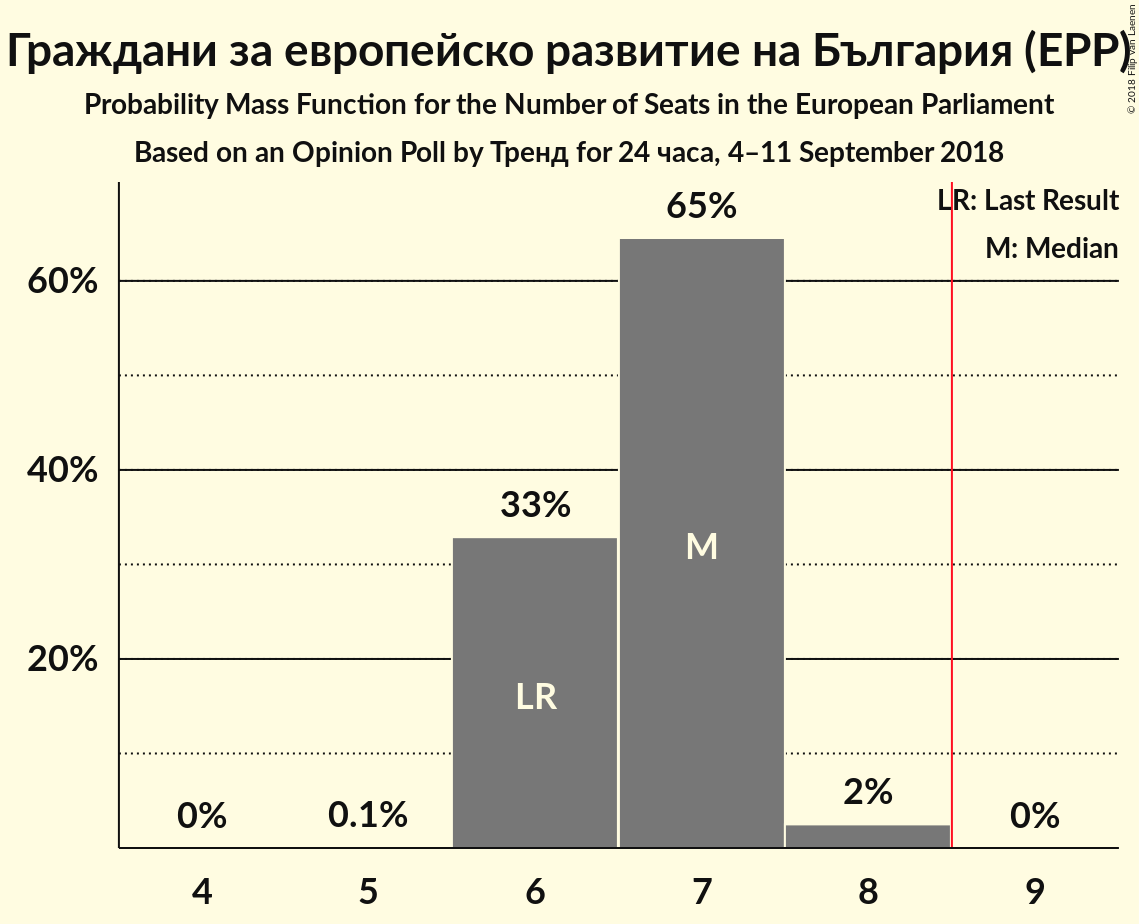 Граждани за европейско развитие на България (EPP)
Probability Mass Function for the Number of Seats in the European Parliament
Based on an Opinion Poll by Тренд for 24 часа, 4–11 September 2018
© 2018 Filip van Laenen
LR: Last Result
M: Median
65%
60%
40%
33%
M
20%
LR
2%
0%
0.1%
0%
4
5
6
7
8
9